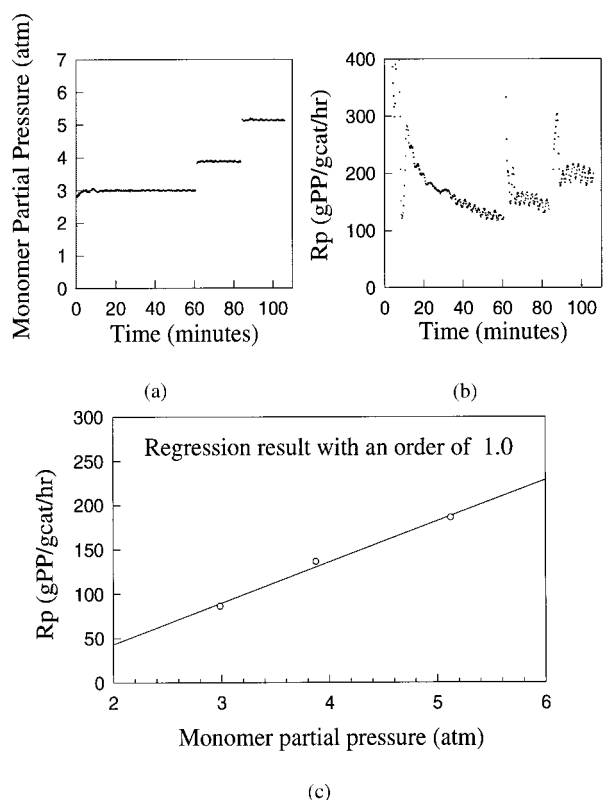 Monomer Partial Pressure (atm)
7
6
5
4
3
2
1
0
0 20 40 60 80 100
Time (minutes)
(a)
Rp (gPP/gcat/hr)
400
300
200
100
0
0 20 40 60 80 100
Time (minutes)
(b)
Rp (gPP/gcat/hr)
300
250
200
150
100
50
0
Regression result with an order of 1.0
2 3 4 5 6
Monomer partial pressure (atm)
(c)